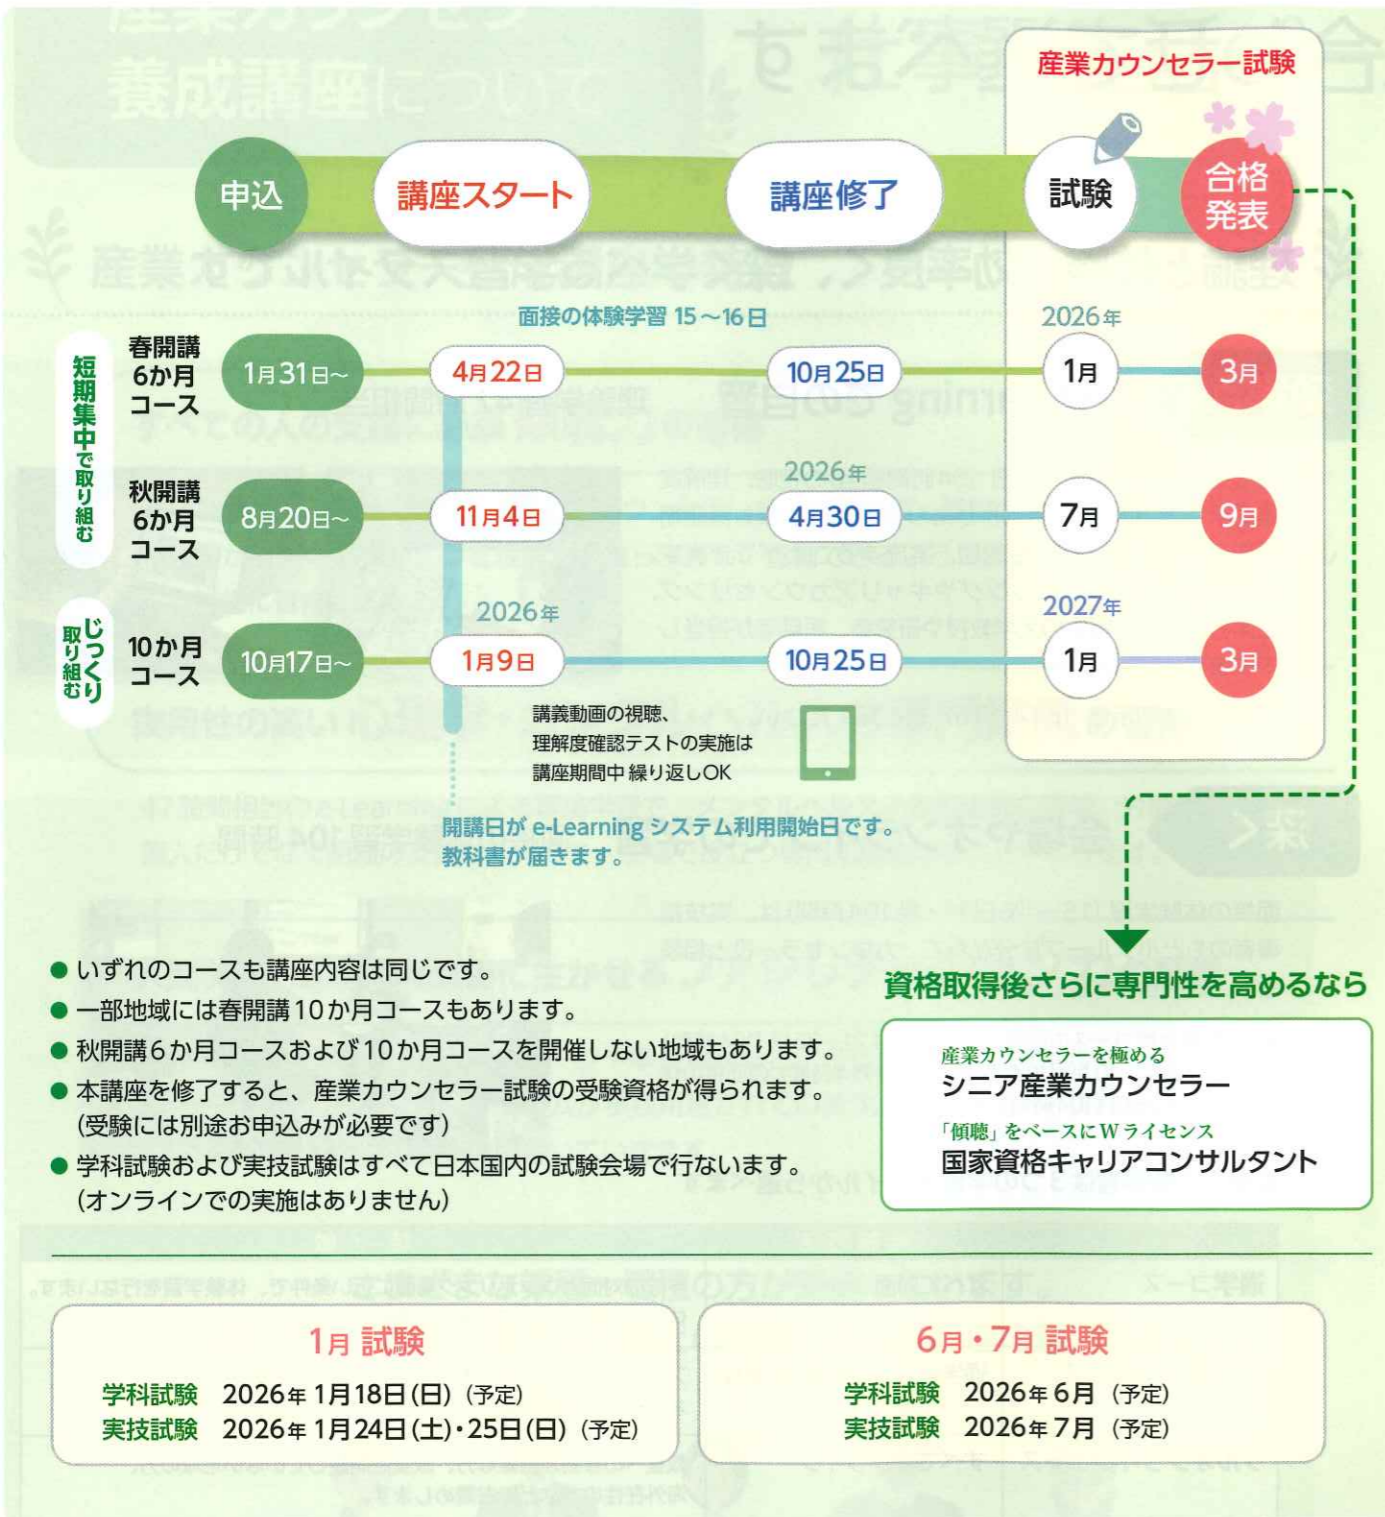 産業カウンセラー
養成講座について
産業カウンセラー試験
申込
講座スタート
講座修了
試験
合格
発表
面接の体験学習 15～16日
短期集中で取り組む
春開講
6か月
コース
1月31日～
4月22日
10月25日
2026年
1月
3月
秋開講
6か月
コース
8月20日～
11月4日
2026年
4月30日
7月
9月
じっくり
取り組む
10か月
コース
10月17日～
2026年
1月9日
10月25日
2027年
1月
3月
講義動画の視聴、
理解度確認テストの実施は
講座期間中 繰り返しOK
開講日が e-Learning システム利用開始日です。
教科書が届きます。
● いずれのコースも講座内容は同じです。
● 一部地域には春開講10か月コースもあります。
● 秋開講6か月コースおよび10か月コースを開催しない地域もあります。
● 本講座を修了すると、産業カウンセラー試験の受験資格が得られます。
(受験には別途お申込みが必要です)
● 学科試験および実技試験はすべて日本国内の試験会場で行ないます。
(オンラインでの実施はありません)
資格取得後さらに専門性を高めるなら
産業カウンセラーを極める
シニア産業カウンセラー
「傾聴」をベースにWライセンス
国家資格キャリアコンサルタント
1月 試験
学科試験 2026年 1月18日(日) (予定)
実技試験 2026年 1月24日(土)・25日(日) (予定)
6月・7月 試験
学科試験 2026年 6月 (予定)
実技試験 2026年 7月 (予定)